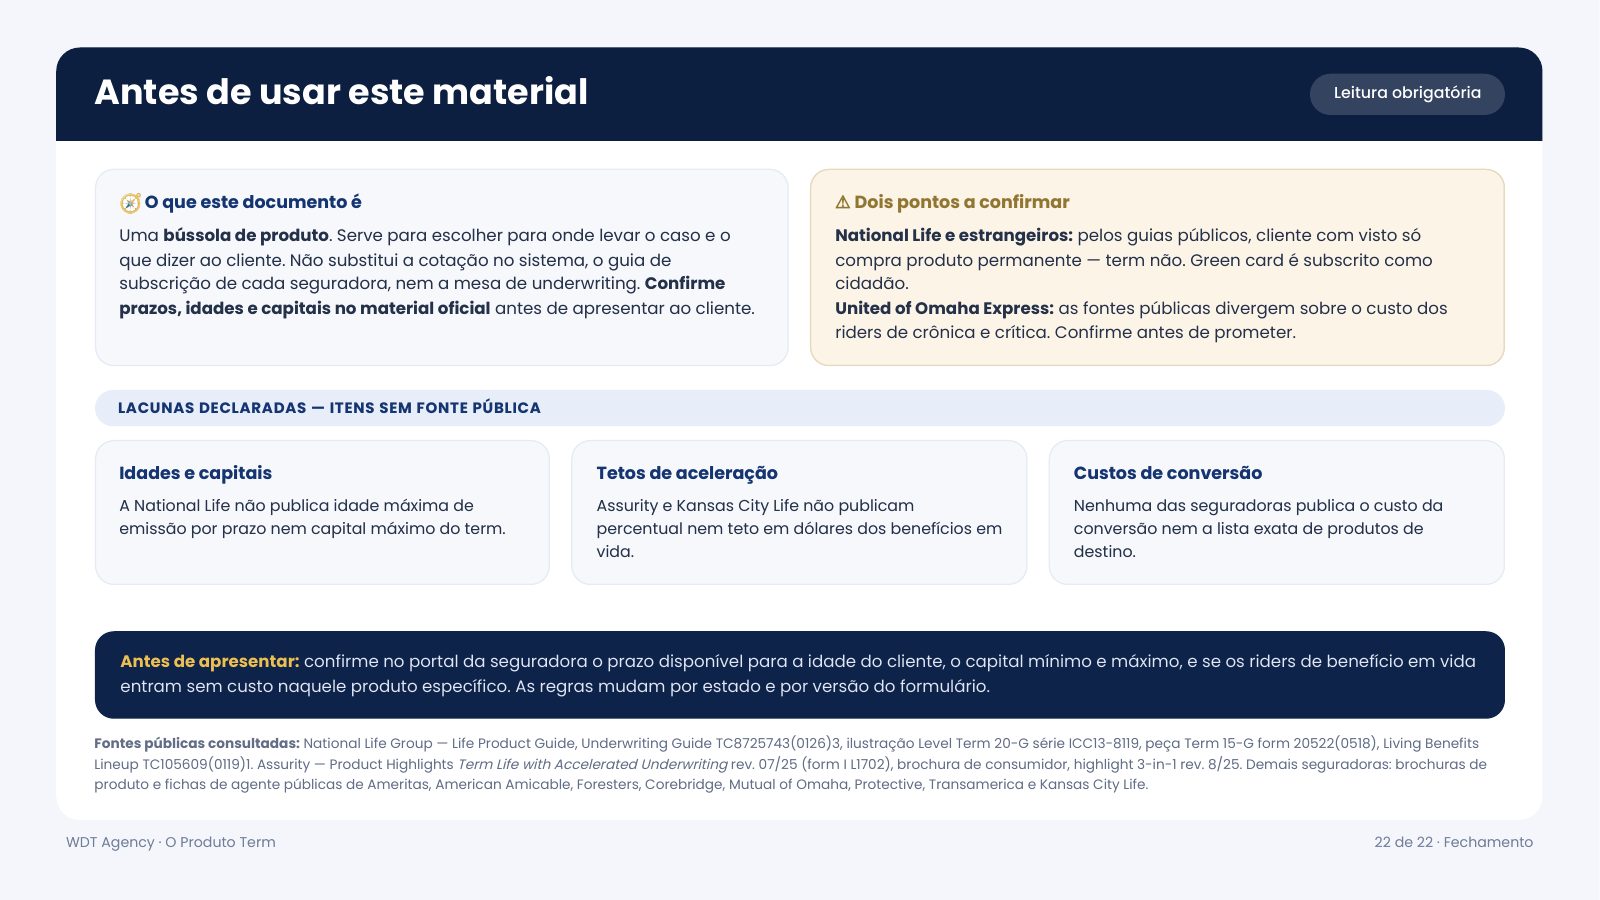 Antes de usar este material
Leitura obrigatória
🧭 O que este documento é
Uma bússola de produto. Serve para escolher para onde levar o caso e o
que dizer ao cliente. Não substitui a cotação no sistema, o guia de
subscrição de cada seguradora, nem a mesa de underwriting. Confirme
prazos, idades e capitais no material oficial antes de apresentar ao cliente.
⚠ Dois pontos a confirmar
National Life e estrangeiros: pelos guias públicos, cliente com visto só
compra produto permanente — term não. Green card é subscrito como
cidadão.
United of Omaha Express: as fontes públicas divergem sobre o custo dos
riders de crônica e crítica. Confirme antes de prometer.
LACUNAS DECLARADAS — ITENS SEM FONTE PÚBLICA
Idades e capitais
A National Life não publica idade máxima de
emissão por prazo nem capital máximo do term.
Tetos de aceleração
Assurity e Kansas City Life não publicam
percentual nem teto em dólares dos benefícios em
vida.
Custos de conversão
Nenhuma das seguradoras publica o custo da
conversão nem a lista exata de produtos de
destino.
Antes de apresentar: confirme no portal da seguradora o prazo disponível para a idade do cliente, o capital mínimo e máximo, e se os riders de benefício em vida
entram sem custo naquele produto específico. As regras mudam por estado e por versão do formulário.
Fontes públicas consultadas: National Life Group — Life Product Guide, Underwriting Guide TC8725743(0126)3, ilustração Level Term 20-G série ICC13-8119, peça Term 15-G form 20522(0518), Living Benefits
Lineup TC105609(0119)1. Assurity — Product Highlights Term Life with Accelerated Underwriting rev. 07/25 (form I L1702), brochura de consumidor, highlight 3-in-1 rev. 8/25. Demais seguradoras: brochuras de
produto e fichas de agente públicas de Ameritas, American Amicable, Foresters, Corebridge, Mutual of Omaha, Protective, Transamerica e Kansas City Life.
WDT Agency · O Produto Term
22 de 22 · Fechamento